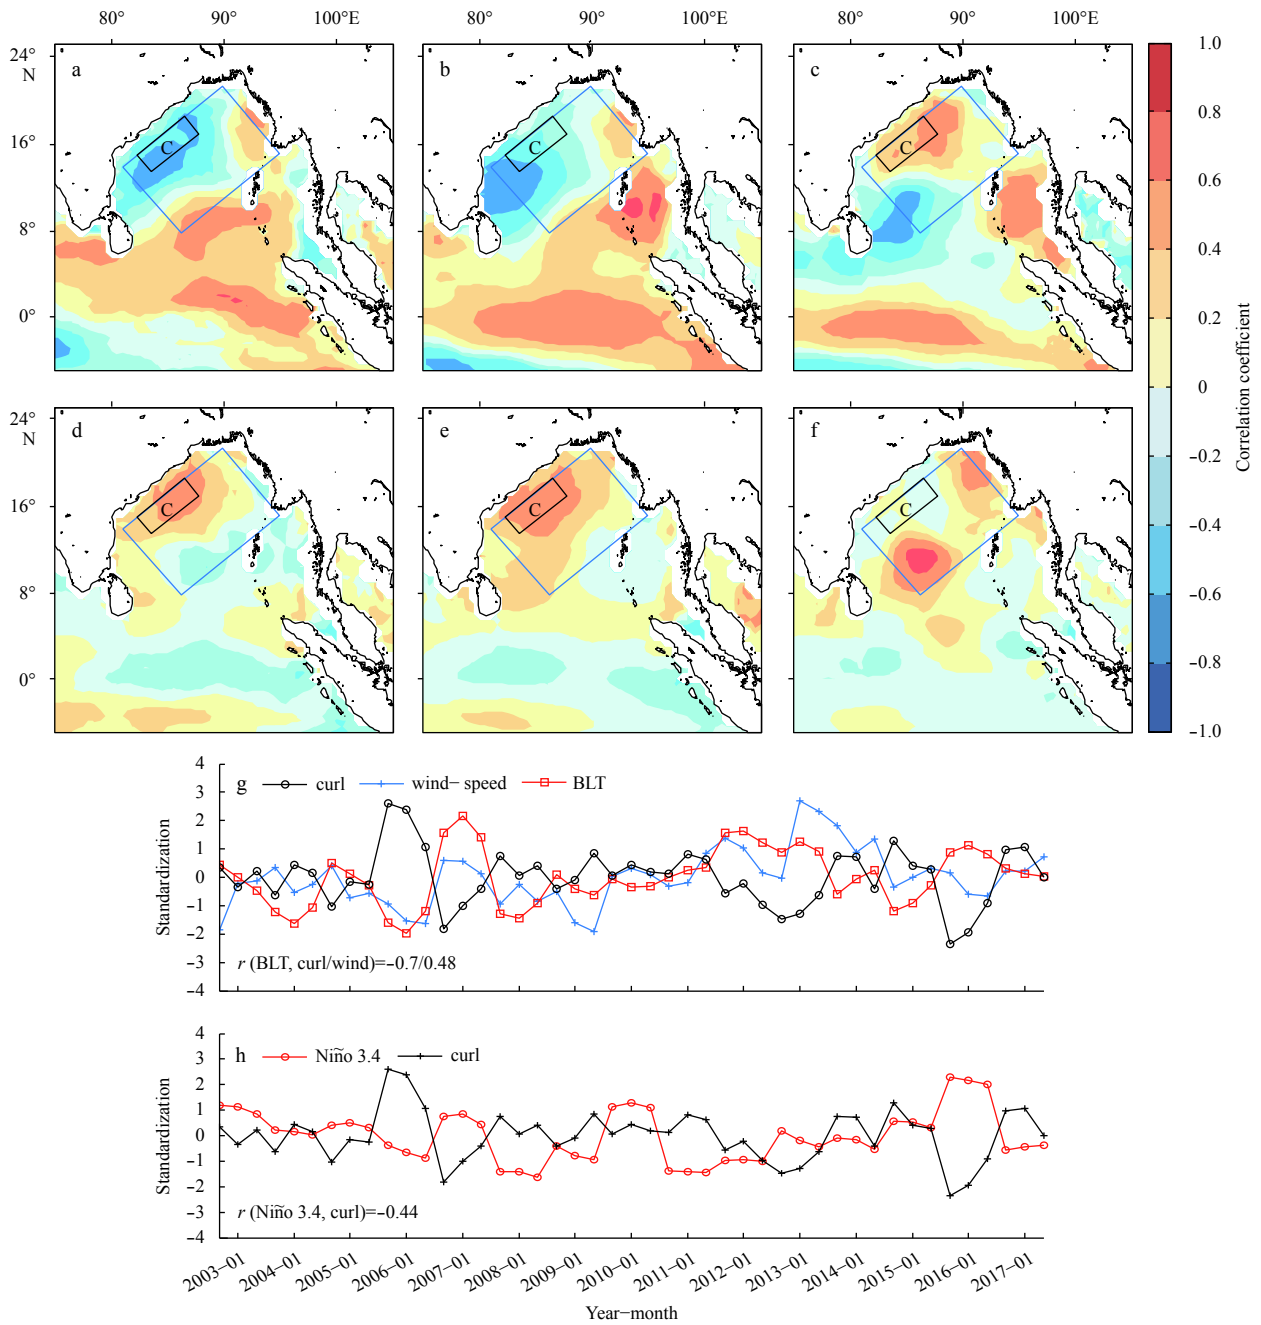 80° 90° 100°E 80° 90° 100°E 80° 90° 100°E
24°
N
16°
8°
0°
a
C
b
C
c
C
1.0
0.8
0.6
0.4
0.2
0
-0.2
-0.4
-0.6
-0.8
-1.0
Correlation coefficient
24°
N
16°
8°
0°
d
C
e
C
f
C
4
3
2
1
0
-1
-2
-3
-4
Standardization
g curl wind- speed BLT
r (BLT, curl/wind)=-0.7/0.48
4
3
2
1
0
-1
-2
-3
-4
Standardization
h Niño 3.4 curl
r (Niño 3.4, curl)=-0.44
2003-01 2004-01 2005-01 2006-01 2007-01 2008-01 2009-01 2010-01 2011-01 2012-01 2013-01 2014-01 2015-01 2016-01 2017-01
Year-month